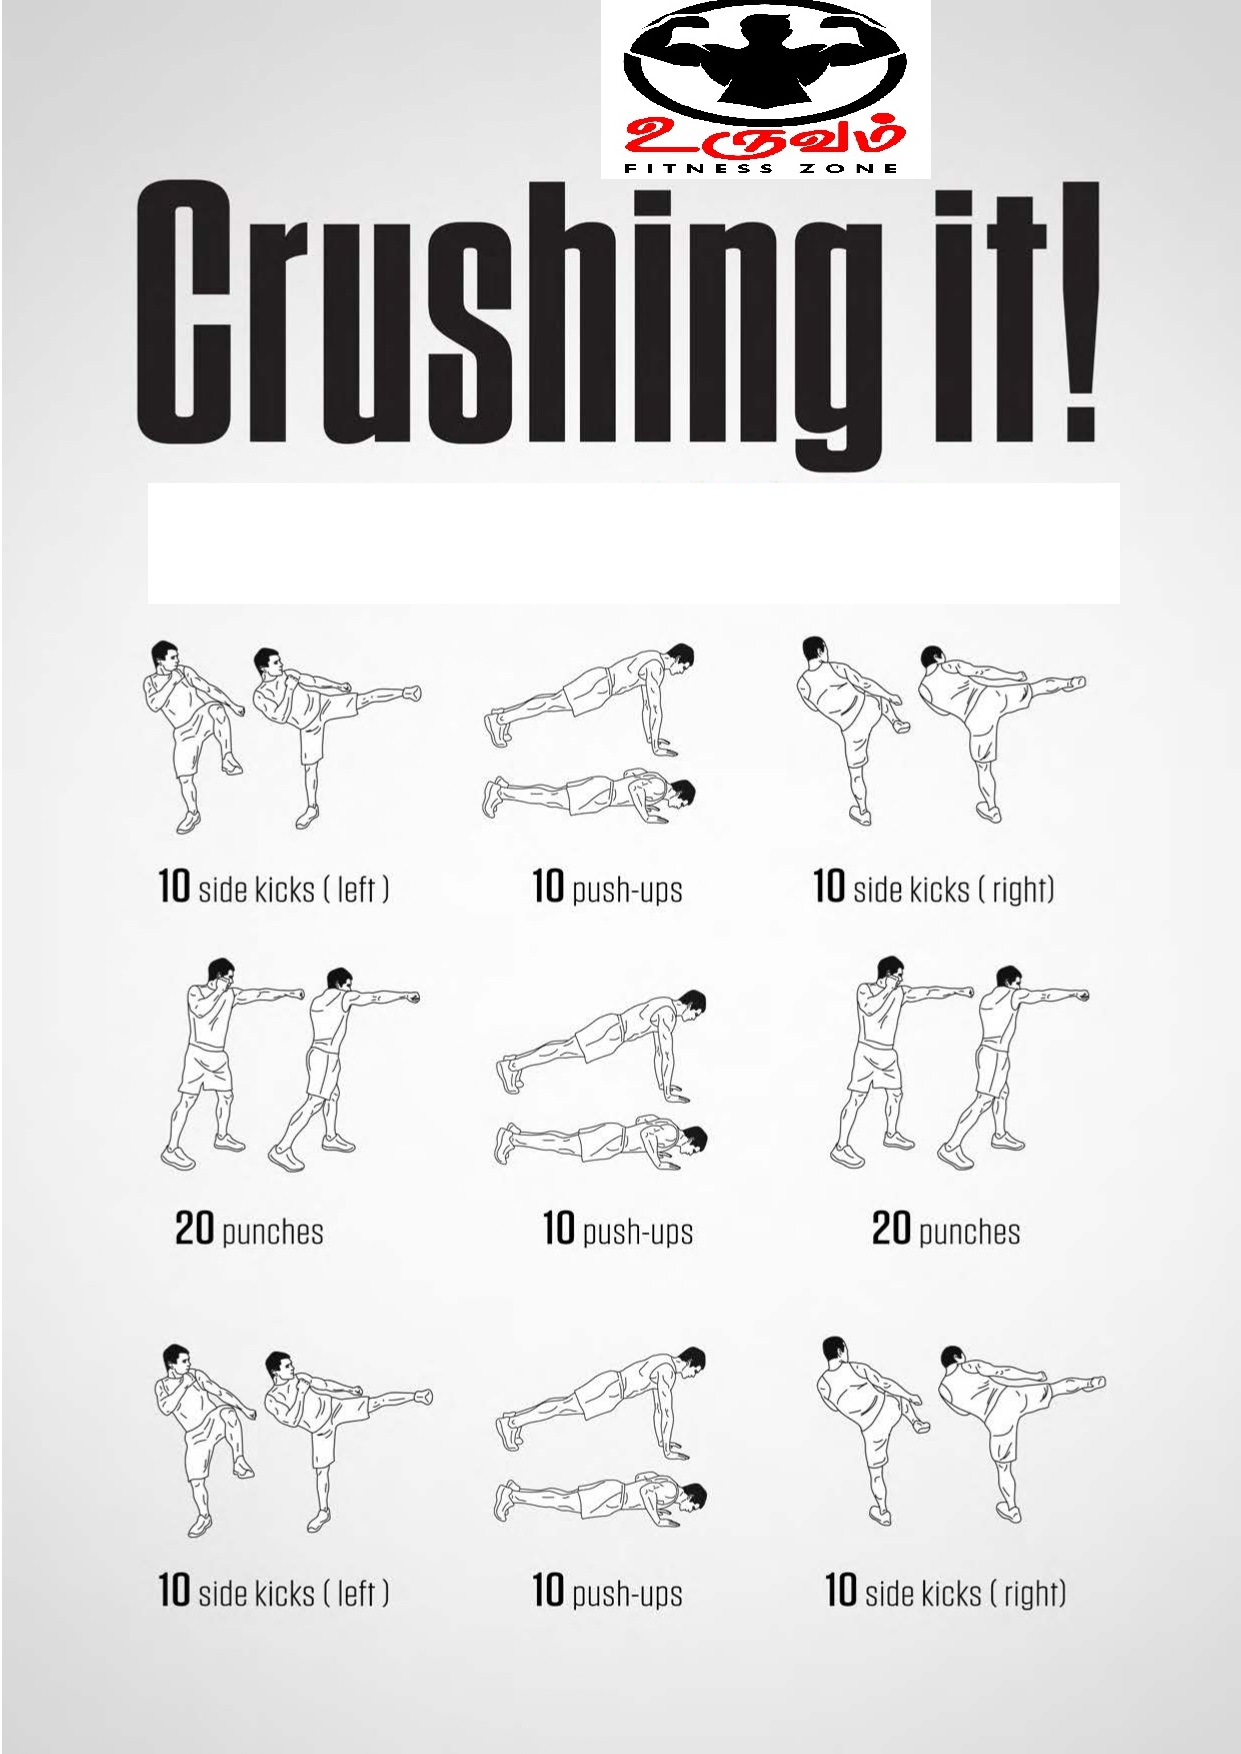 உருவம்
FITNESS ZONE
Crushing it!
10 side kicks ( left )
10 push-ups
10 side kicks ( right)
20 punches
10 push-ups
20 punches
10 side kicks ( left )
10 push-ups
10 side kicks ( right)